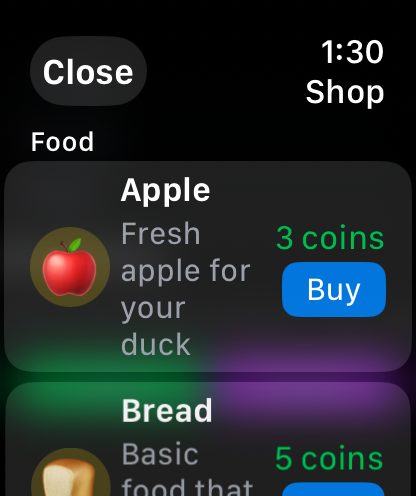 Close
1:30
Shop
Food
Apple
Fresh
apple for
your
duck
3 coins
Buy
Bread
Basic
food that
5 coins